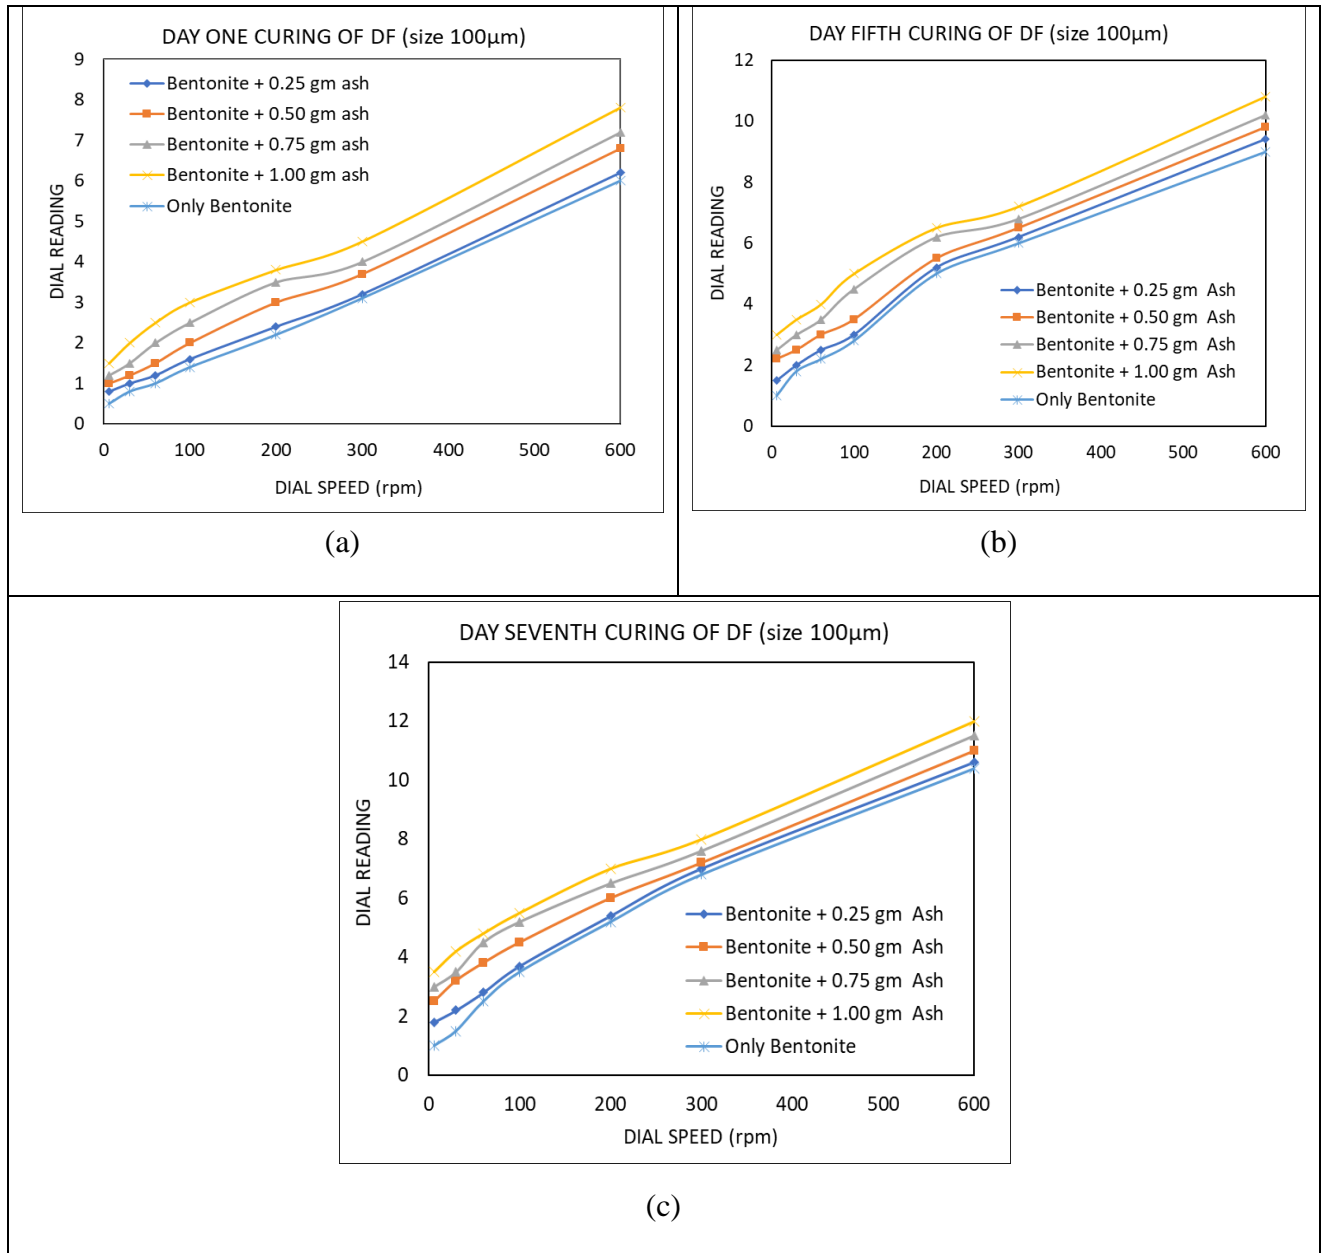 DAY ONE CURING OF DF (size 100µm)
9
8
7
6
5
4
3
2
1
0
DIAL READING
Bentonite + 0.25 gm ash
Bentonite + 0.50 gm ash
Bentonite + 0.75 gm ash
Bentonite + 1.00 gm ash
Only Bentonite
0 100 200 300 400 500 600
DIAL SPEED (rpm)
(a)
DAY FIFTH CURING OF DF (size 100µm)
12
10
8
6
4
2
0
DIAL READING
Bentonite + 0.25 gm Ash
Bentonite + 0.50 gm Ash
Bentonite + 0.75 gm Ash
Bentonite + 1.00 gm Ash
Only Bentonite
0 100 200 300 400 500 600
DIAL SPEED (rpm)
(b)
DAY SEVENTH CURING OF DF (size 100µm)
14
12
10
8
6
4
2
0
DIAL READING
Bentonite + 0.25 gm Ash
Bentonite + 0.50 gm Ash
Bentonite + 0.75 gm Ash
Bentonite + 1.00 gm Ash
Only Bentonite
0 100 200 300 400 500 600
DIAL SPEED (rpm)
(c)